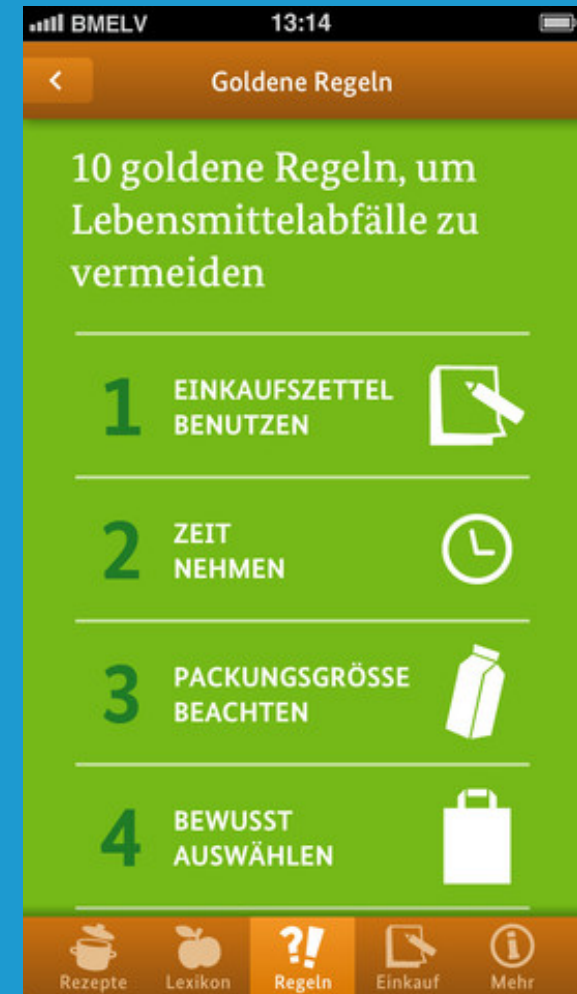 BMELV 13:14
Goldene Regeln
10 goldene Regeln, um
Lebensmittelabfälle zu
vermeiden
1 EINKAUFSZETTEL
BENUTZEN
2 ZEIT
NEHMEN
3 PACKUNGSGRÖSSE
BEACHTEN
4 BEWUSST
AUSWÄHLEN
Rezepte Lexikon Regeln Einkauf Mehr